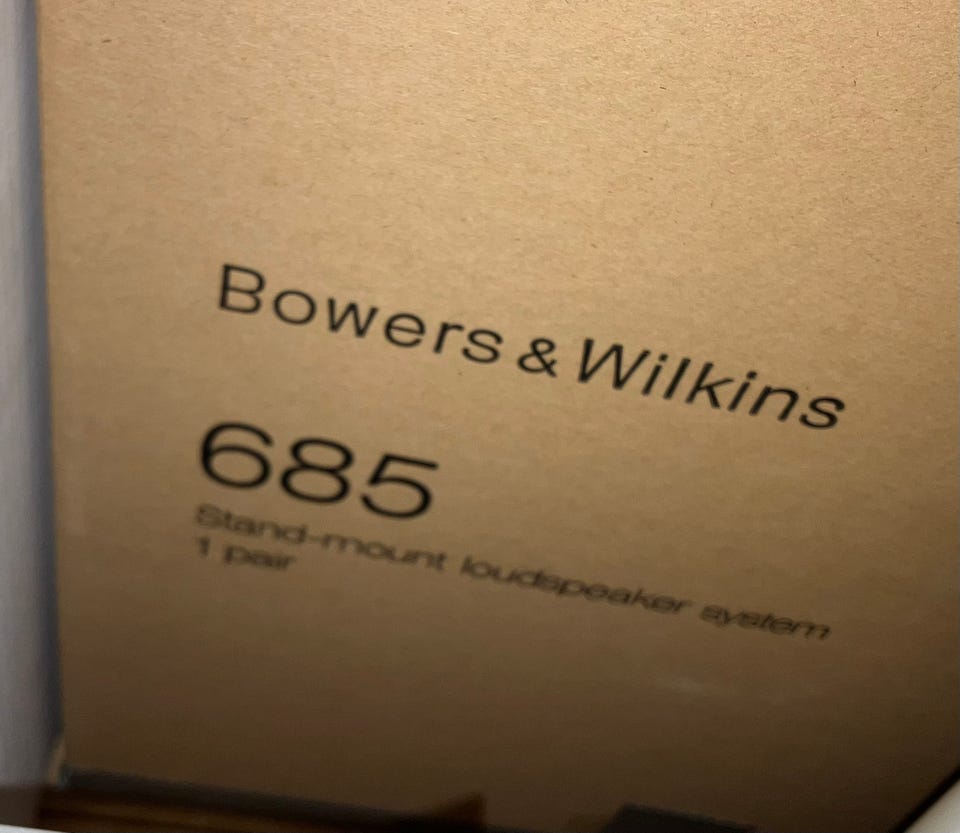 Bowers & Wilkins
685
Stand-mount loudspeaker system
1 pair